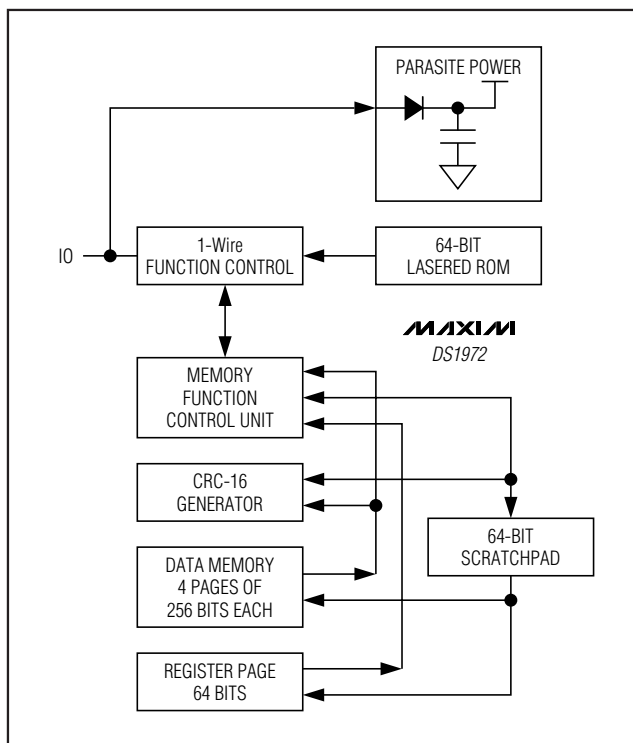 PARASITE POWER
IO
1-Wire
FUNCTION CONTROL
64-BIT
LASERED ROM
MAXIM
DS1972
MEMORY
FUNCTION
CONTROL UNIT
CRC-16
GENERATOR
64-BIT
SCRATCHPAD
DATA MEMORY
4 PAGES OF
256 BITS EACH
REGISTER PAGE
64 BITS